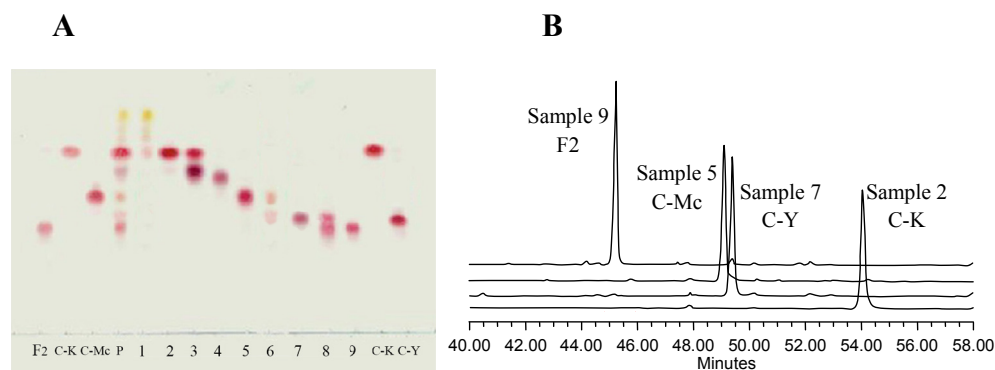 A
B
F2 C-K C-Mc P 1 2 3 4 5 6 7 8 9 C-K C-Y
Sample 9
F2
Sample 5
C-Mc
Sample 7
C-Y
Sample 2
C-K
40.00 42.00 44.00 46.00 48.00 50.00 52.00 54.00 56.00 58.00
Minutes